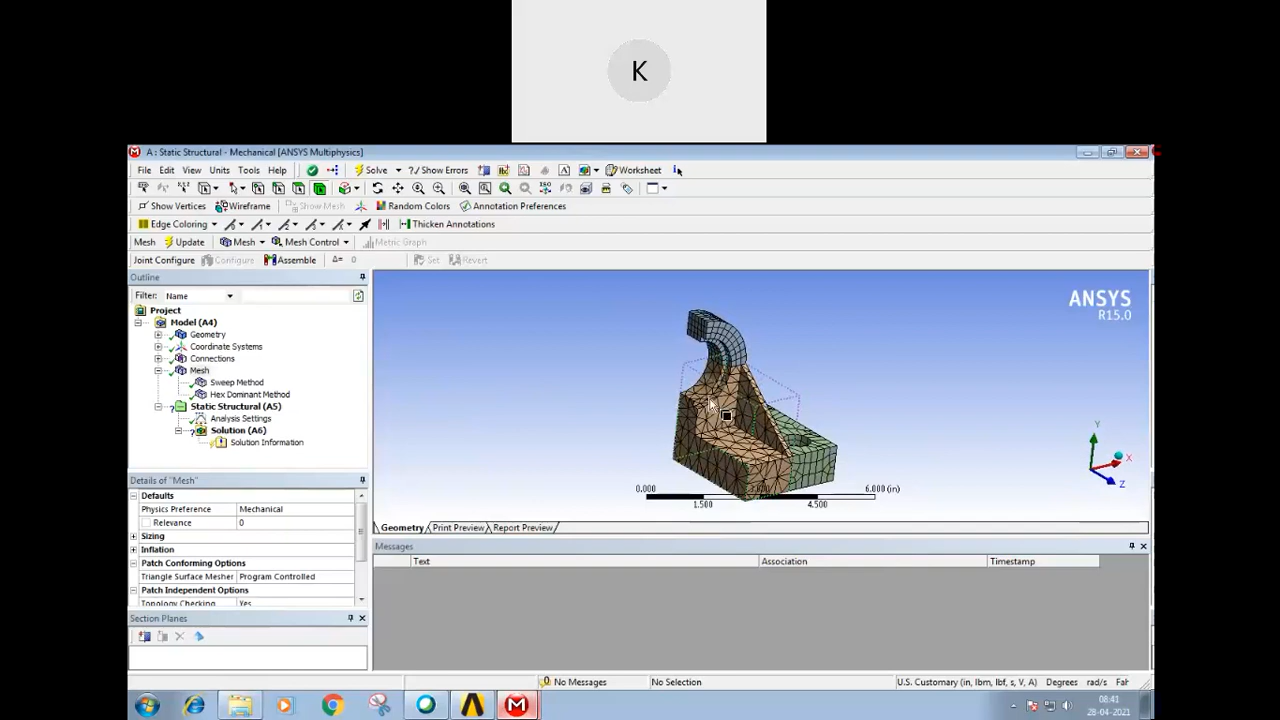 K
A : Static Structural - Mechanical [ANSYS Multiphysics]
File Edit View Units Tools Help Solve ?/ Show Errors Worksheet
Show Vertices Wireframe Show Mesh Random Colors Annotation Preferences
Edge Coloring Thicken Annotations
Mesh Update Mesh Mesh Control Metric Graph
Joint Configure Configure Assemble Δ= 0 Set Revert
Outline
Filter: Name
Project
Model (A4)
Geometry
Coordinate Systems
Connections
Mesh
Sweep Method
Hex Dominant Method
Static Structural (A5)
Analysis Settings
Solution (A6)
Solution Information
Details of "Mesh"
Defaults
Physics Preference Mechanical
Relevance 0
Sizing
Inflation
Patch Conforming Options
Triangle Surface Mesher Program Controlled
Patch Independent Options
Topology Checking Yes
Section Planes
ANSYS
R15.0
Y
X
Z
0.000 6.000 (in)
1.500 4.500
Geometry Print Preview Report Preview
Messages
Text Association Timestamp
No Messages No Selection U.S. Customary (in, lbm, lbf, s, V, A) Degrees rad/s Fah
08:41
28-04-2021